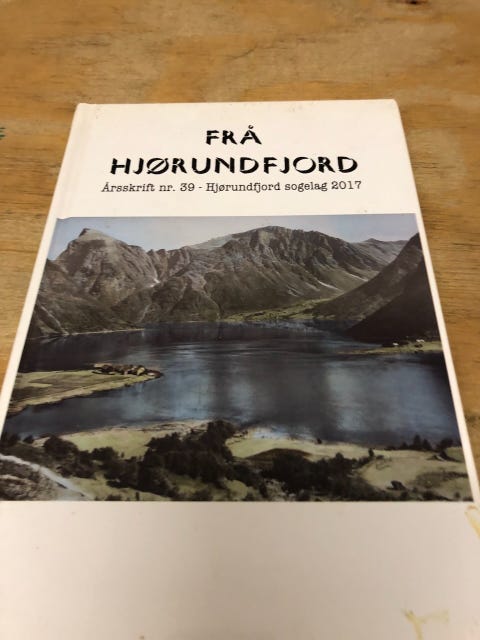 FRÅ
HJØRUNDFJORD
Årsskrift nr. 39 - Hjørundfjord sogelag 2017